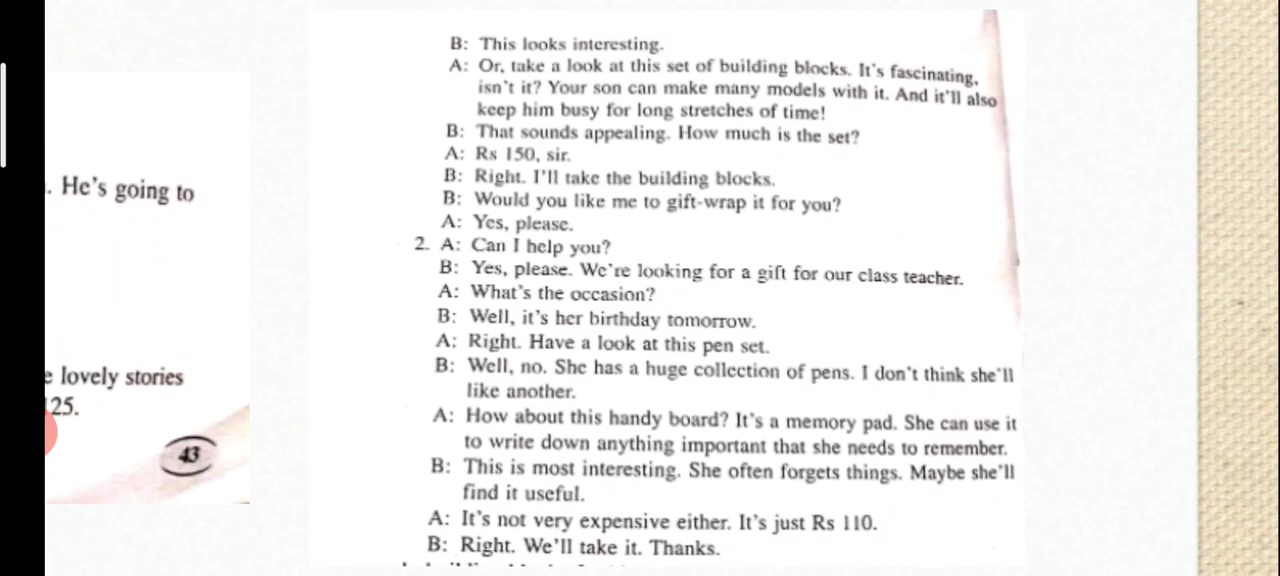 . He's going to
lovely stories
25.
43
B: This looks interesting.
A: Or, take a look at this set of building blocks. It's fascinating,
isn't it? Your son can make many models with it. And it'll also
keep him busy for long stretches of time!
B: That sounds appealing. How much is the set?
A: Rs 150, sir.
B: Right. I'll take the building blocks.
B: Would you like me to gift-wrap it for you?
A: Yes, please.
2. A: Can I help you?
B: Yes, please. We're looking for a gift for our class teacher.
A: What's the occasion?
B: Well, it's her birthday tomorrow.
A: Right. Have a look at this pen set.
B: Well, no. She has a huge collection of pens. I don't think she'll
like another.
A: How about this handy board? It's a memory pad. She can use it
to write down anything important that she needs to remember.
B: This is most interesting. She often forgets things. Maybe she'll
find it useful.
A: It's not very expensive either. It's just Rs 110.
B: Right. We'll take it. Thanks.